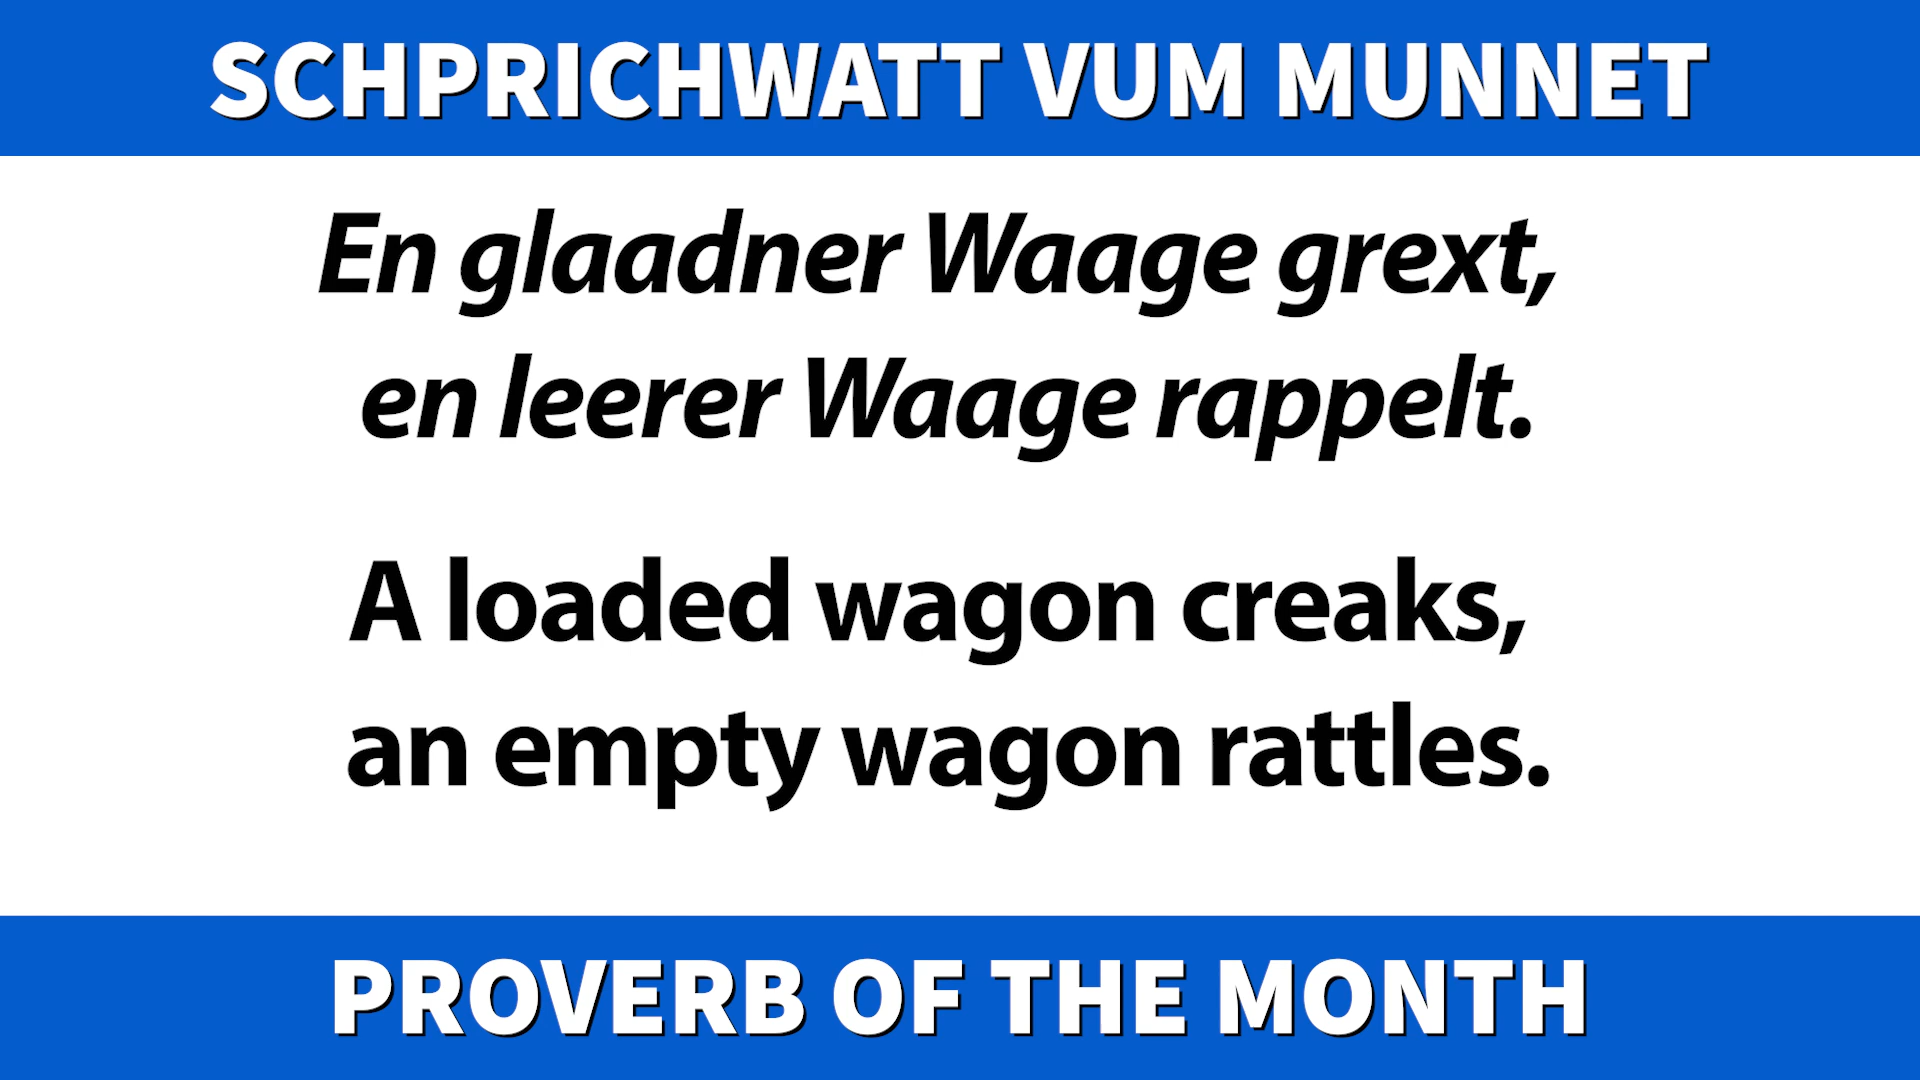 SCHPRICHWATT VUM MUNNET
En glaadner Waage grext,
en leerer Waage rappelt.
A loaded wagon creaks,
an empty wagon rattles.
PROVERB OF THE MONTH